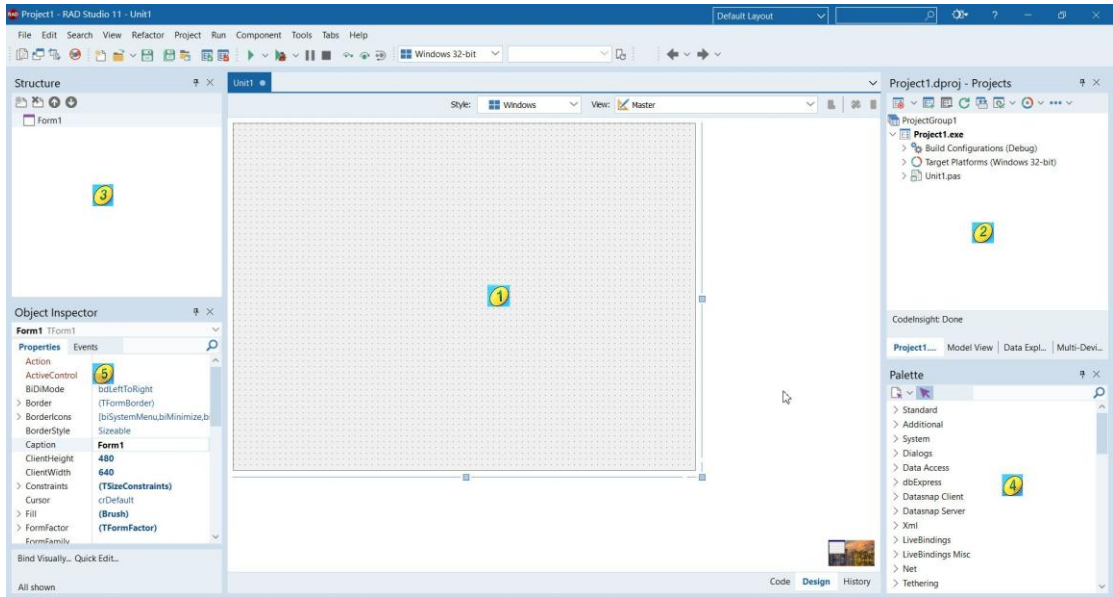 Project1 - RAD Studio 11 - Unit1
Default Layout
?
File Edit Search View Refactor Project Run Component Tools Tabs Help
Windows 32-bit
Structure
Form1
3
Object Inspector
Form1 TForm1
Properties Events
Action
ActiveControl
5
BiDiMode bdLeftToRight
Border (TFormBorder)
BorderIcons [biSystemMenu,biMinimize,b
BorderStyle Sizeable
Caption Form1
ClientHeight 480
ClientWidth 640
Constraints (TSizeConstraints)
Cursor crDefault
Fill (Brush)
FormFactor (TFormFactor)
FormFamily
Bind Visually... Quick Edit...
All shown
Unit1
Style: Windows View: Master
1
Code Design History
Project1.dproj - Projects
ProjectGroup1
Project1.exe
Build Configurations (Debug)
Target Platforms (Windows 32-bit)
Unit1.pas
2
CodeInsight: Done
Project1.... Model View Data Expl... Multi-Devi...
Palette
Standard
Additional
System
Dialogs
Data Access
dbExpress
4
Datasnap Client
Datasnap Server
Xml
LiveBindings
LiveBindings Misc
Net
Tethering